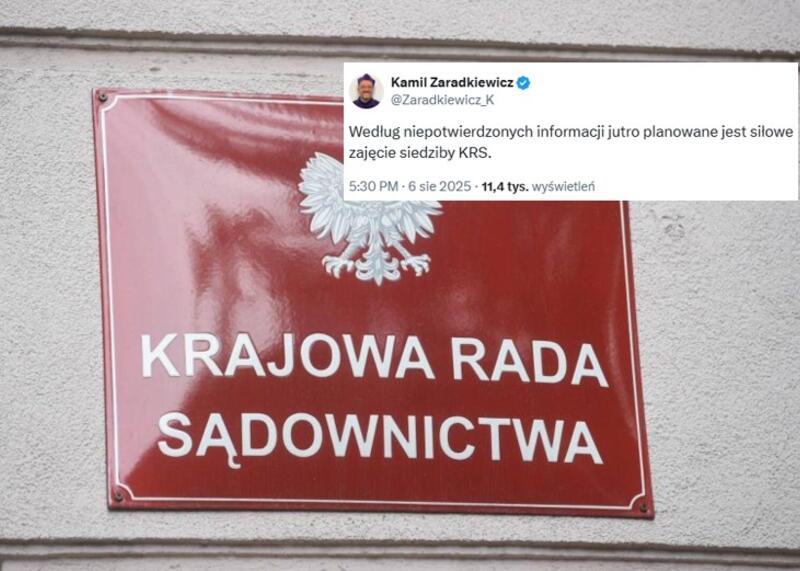 Kamil Zaradkiewicz
@Zaradkiewicz_K
Według niepotwierdzonych informacji jutro planowane jest siłowe
zajęcie siedziby KRS.
5:30 PM · 6 sie 2025 · 11,4 tys. wyświetleń
KRAJOWA RADA
SĄDOWNICTWA